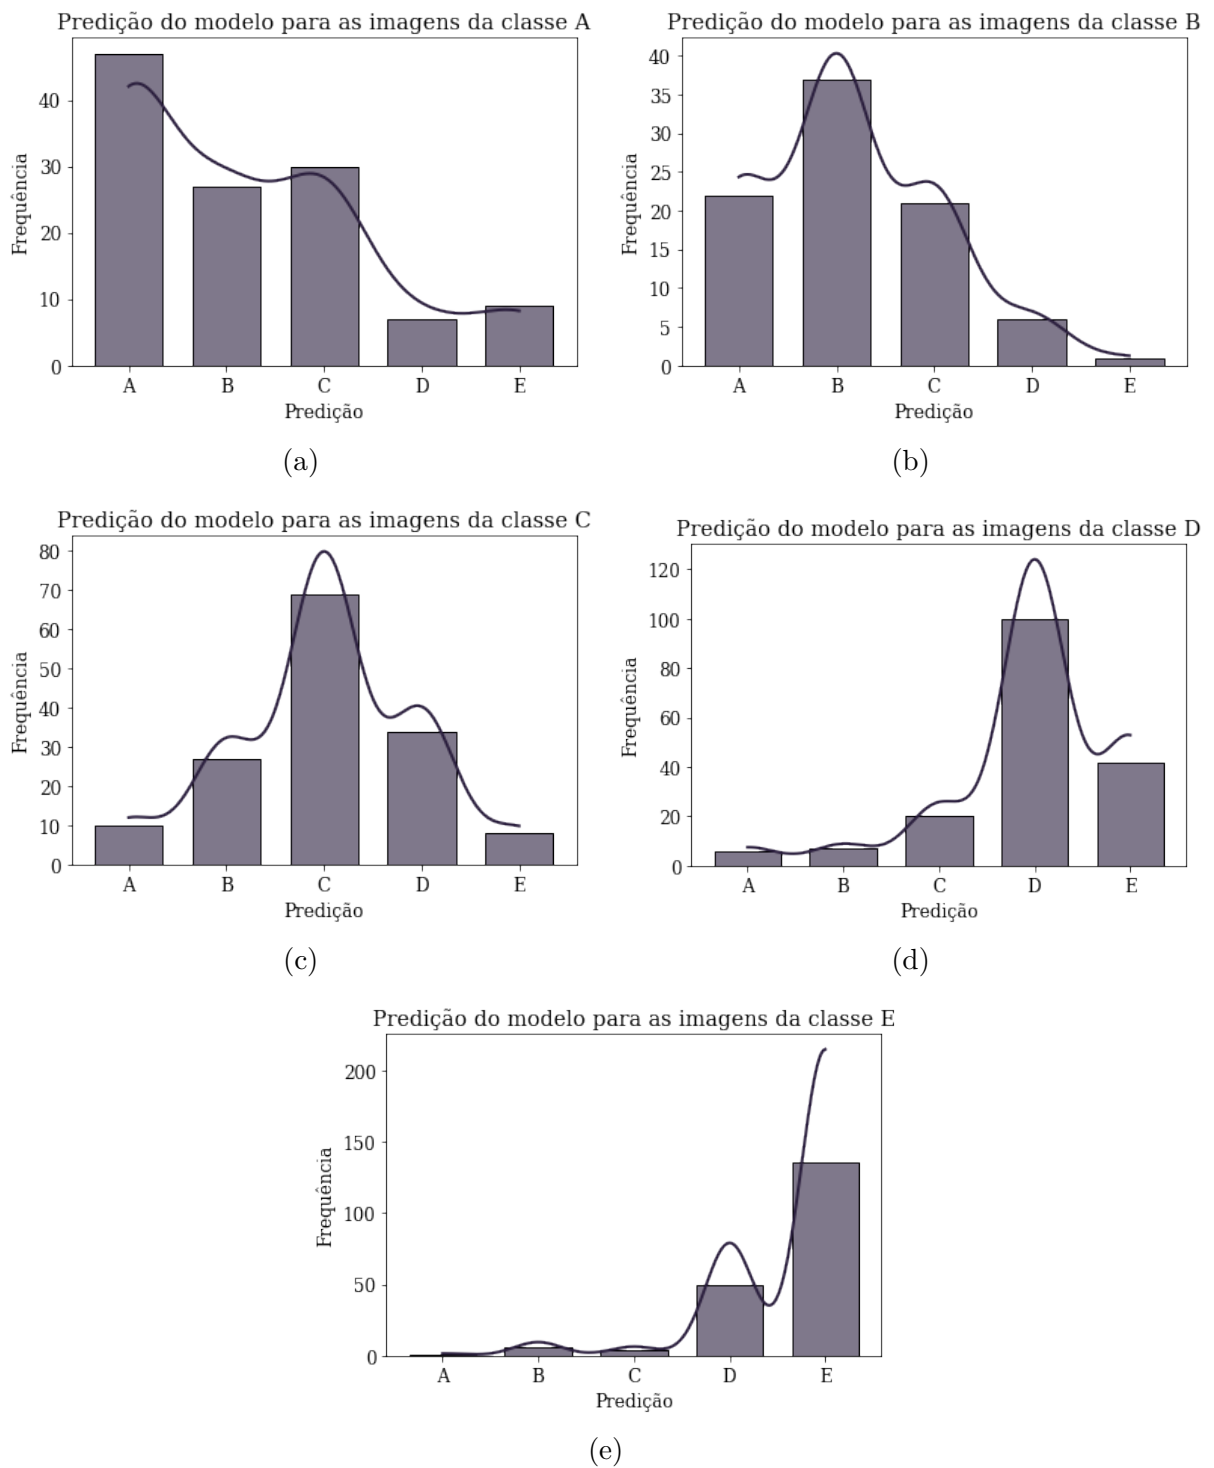 Predição do modelo para as imagens da classe A
Frequência
40
30
20
10
0
A B C D E
Predição
(a)
Predição do modelo para as imagens da classe B
Frequência
40
35
30
25
20
15
10
5
0
A B C D E
Predição
(b)
Predição do modelo para as imagens da classe C
Frequência
80
70
60
50
40
30
20
10
0
A B C D E
Predição
(c)
Predição do modelo para as imagens da classe D
Frequência
120
100
80
60
40
20
0
A B C D E
Predição
(d)
Predição do modelo para as imagens da classe E
Frequência
200
150
100
50
0
A B C D E
Predição
(e)